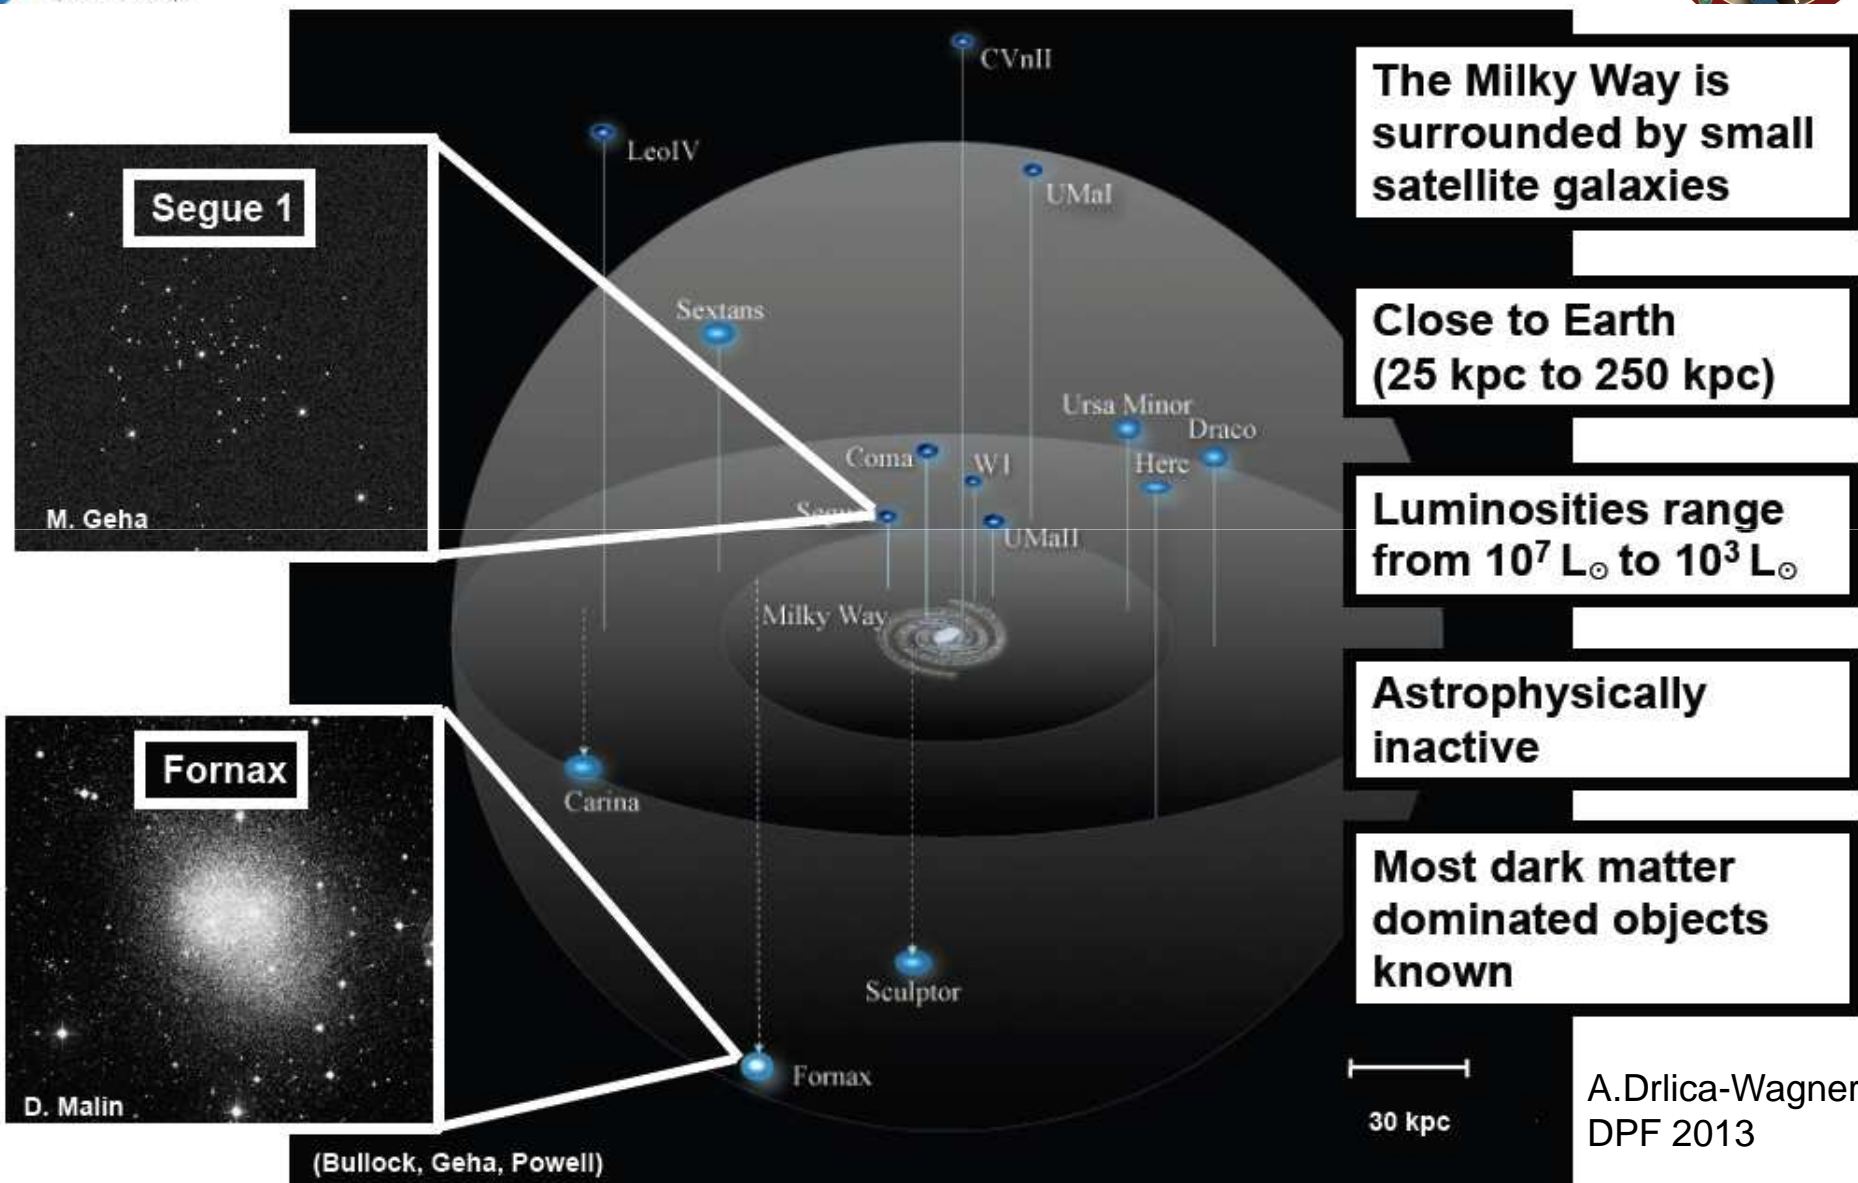 CVnII
LeoIV
UMaI
Segue 1
Sextans
M. Geha
Ursa Minor
Draco
Coma
W1
Herc
UMaII
Milky Way
Fornax
Carina
Sculptor
Fornax
D. Malin
(Bullock, Geha, Powell)
The Milky Way is
surrounded by small
satellite galaxies
Close to Earth
(25 kpc to 250 kpc)
Luminosities range
from 10⁷ L☉ to 10³ L☉
Astrophysically
inactive
Most dark matter
dominated objects
known
30 kpc
A.Drlica-Wagner
DPF 2013